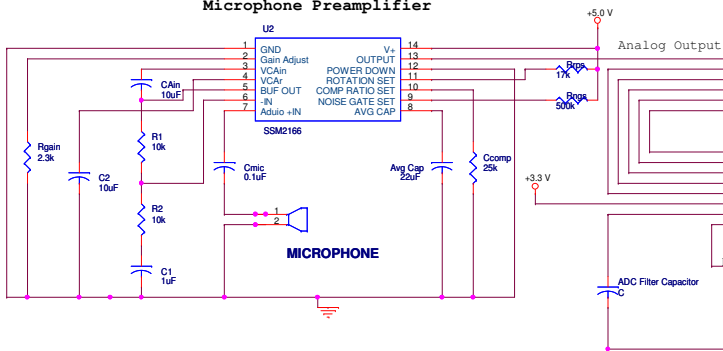 Microphone Preamplifier
+5.0 V
U2
Analog Output
1 GND V+ 14
2 Gain Adjust OUTPUT 13
3 VCAin POWER DOWN 12
4 VCAr ROTATION SET 11
5 BUF OUT COMP RATIO SET 10
6 -IN NOISE GATE SET 9
7 Aduio +IN AVG CAP 8
SSM2166
Rrps
17k
Rngs
500k
CAin
10uF
R1
10k
Rgain
2.3k
C2
10uF
Cmic
0.1uF
Avg Cap
22uF
Ccomp
25k
+3.3 V
R2
10k
1
2
MICROPHONE
C1
1uF
ADC Filter Capacitor
C